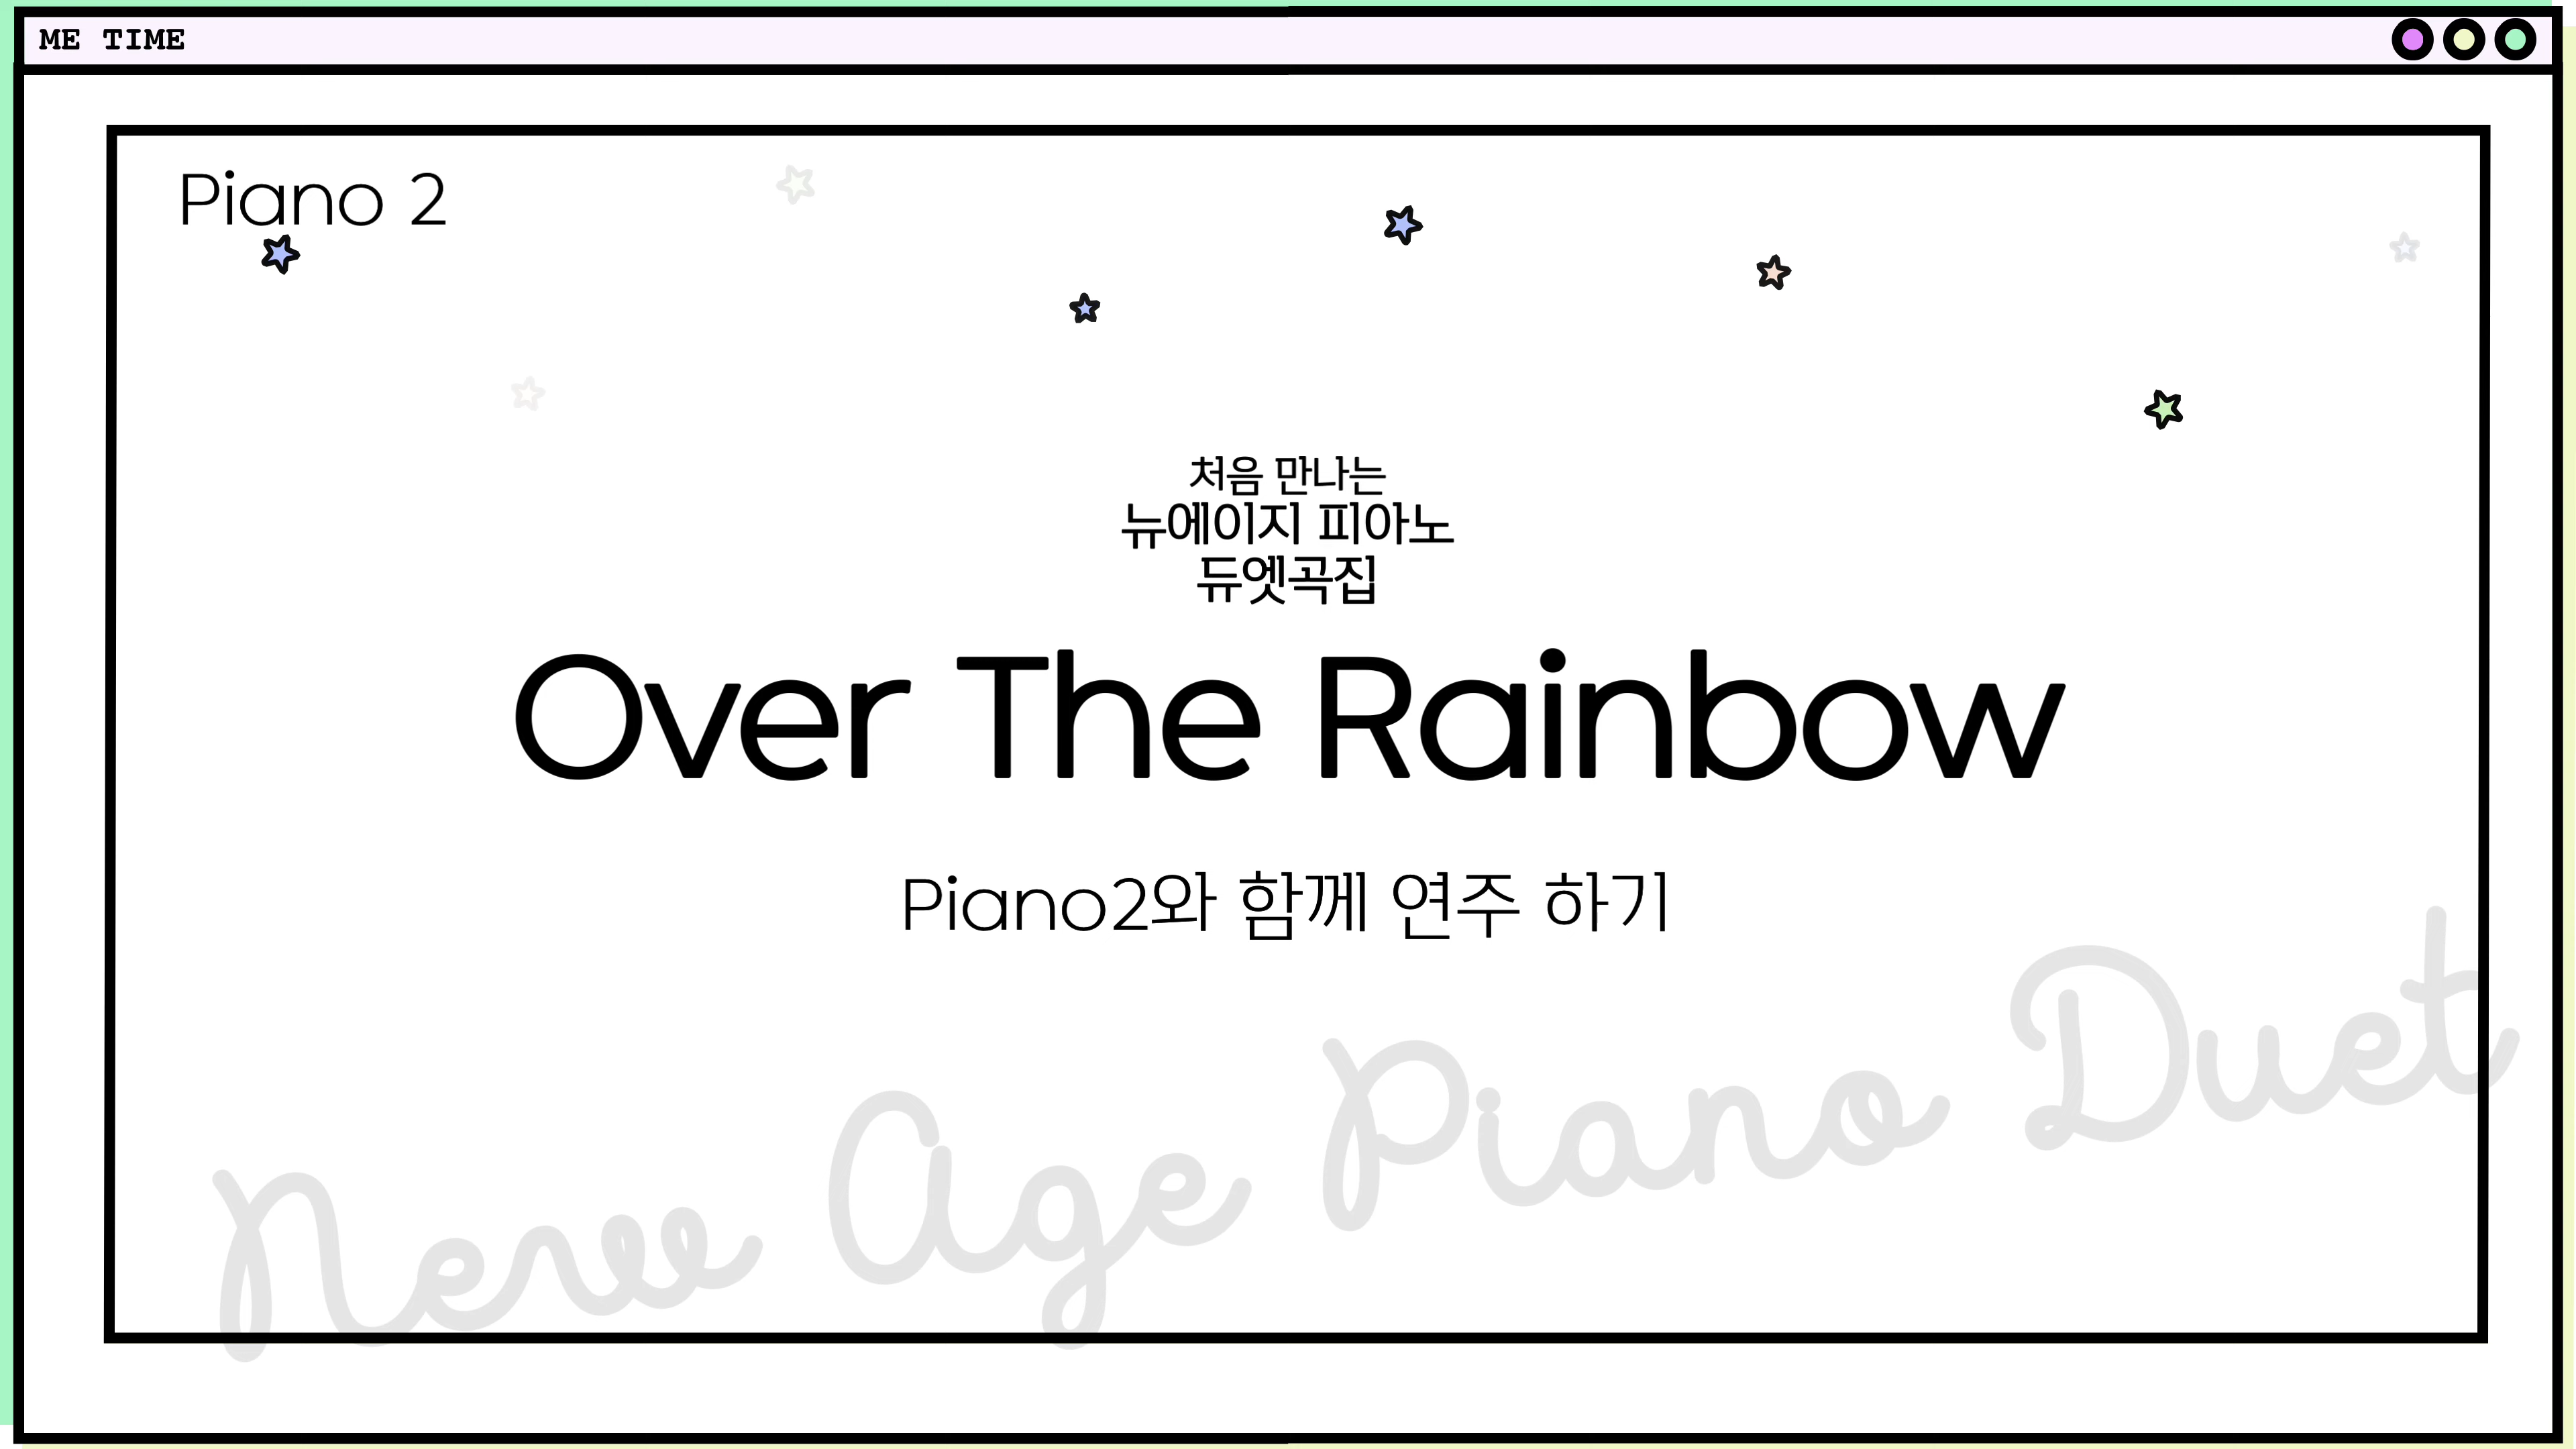 ME TIME
Piano 2
처음 만나는
뉴에이지 피아노
듀엣곡집
Over The Rainbow
Piano2와 함께 연주 하기
New Age Piano Duet